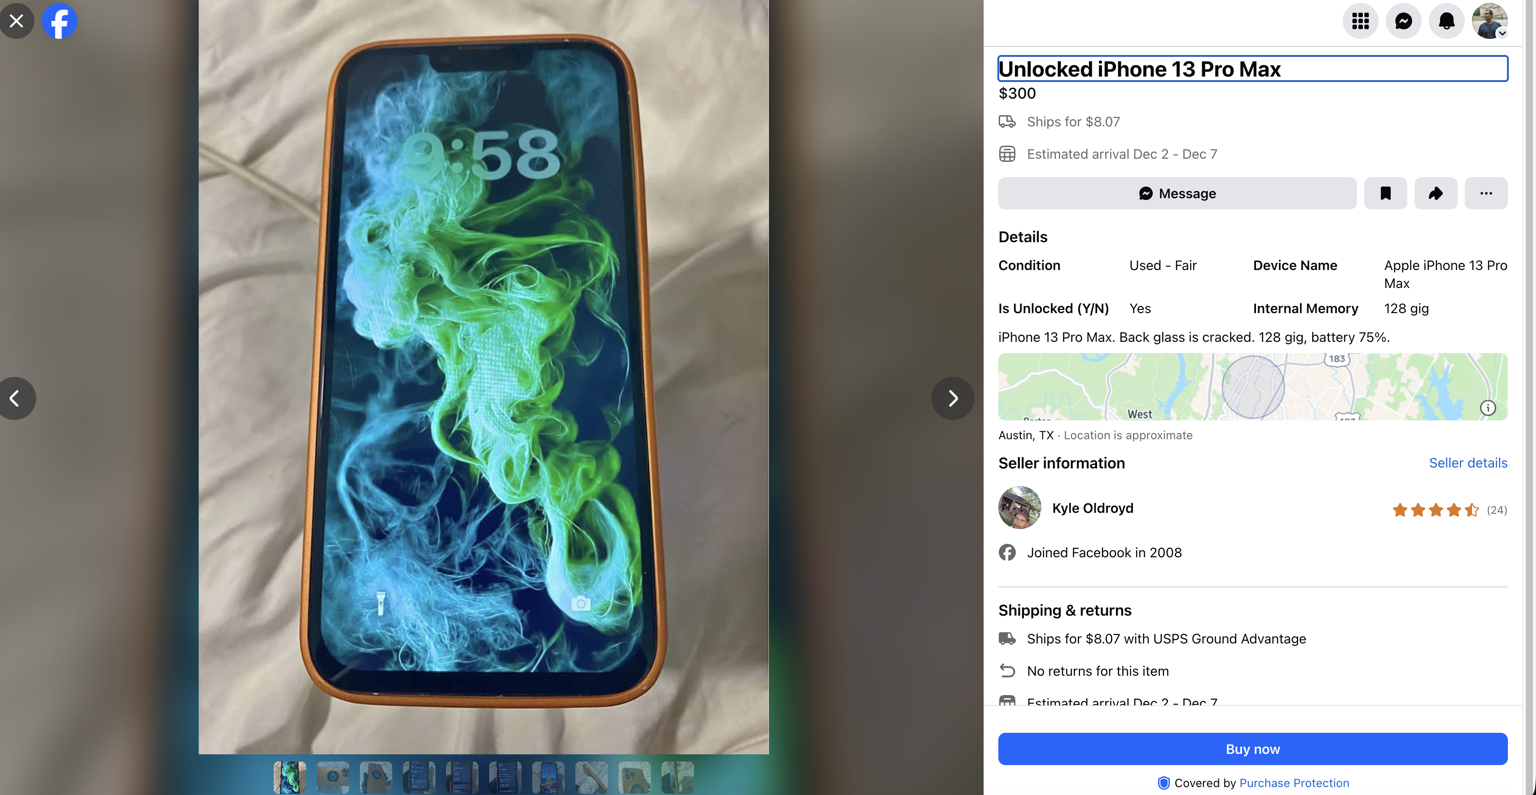 9:58
Unlocked iPhone 13 Pro Max
$300
Ships for $8.07
Estimated arrival Dec 2 - Dec 7
Message
Details
Condition Used - Fair Device Name Apple iPhone 13 Pro
Max
Is Unlocked (Y/N) Yes Internal Memory 128 gig
iPhone 13 Pro Max. Back glass is cracked. 128 gig, battery 75%.
183
West
Austin, TX · Location is approximate
Seller information Seller details
Kyle Oldroyd (24)
Joined Facebook in 2008
Shipping & returns
Ships for $8.07 with USPS Ground Advantage
No returns for this item
Estimated arrival Dec 2 - Dec 7
Buy now
Covered by Purchase Protection